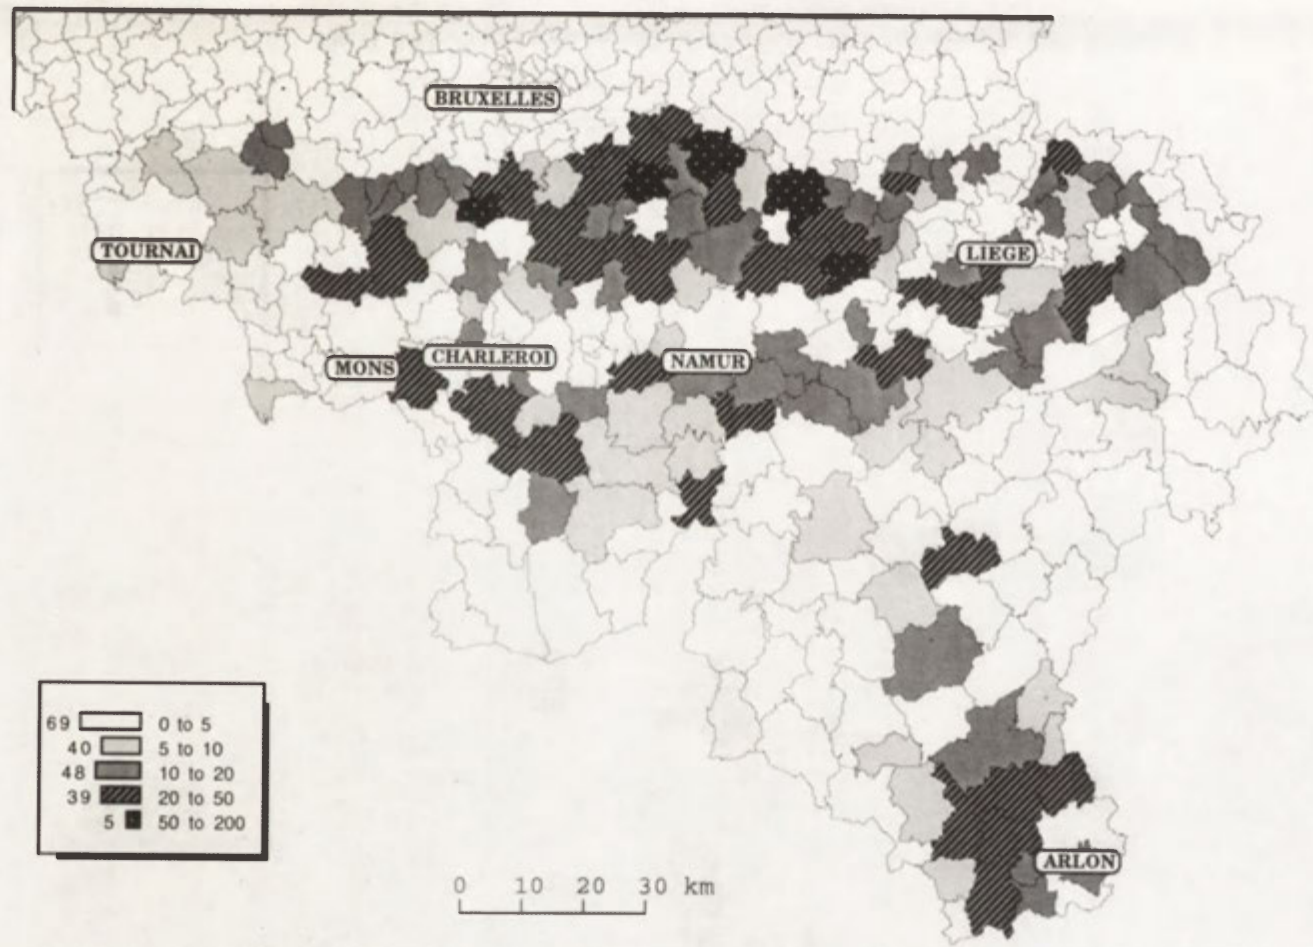 BRUXELLES
TOURNAI
LIEGE
MONS
CHARLEROI
NAMUR
69 0 to 5
40 5 to 10
48 10 to 20
39 20 to 50
5 50 to 200
ARLON
0 10 20 30 km